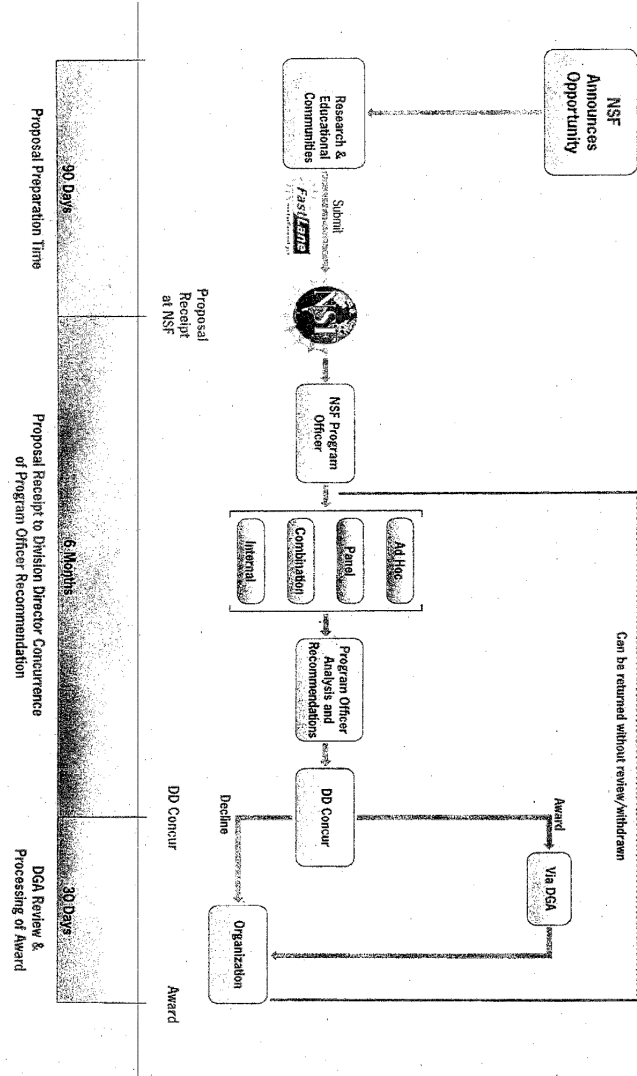 NSF
Announces
Opportunity
Research &
Educational
Communities
Submit
FastLane
NSF
NSF Program
Officer
Can be returned without review/withdrawn
Ad Hoc
Panel
Combination
Internal
Program Officer
Analysis and
Recommendations
DD Concur
Award
Via DGA
Decline
Organization
Proposal
Receipt
at NSF
DD Concur
Award
90 Days
6 Months
30 Days
Proposal Preparation Time
Proposal Receipt to Division Director Concurrence
of Program Officer Recommendation
DGA Review &
Processing of Award